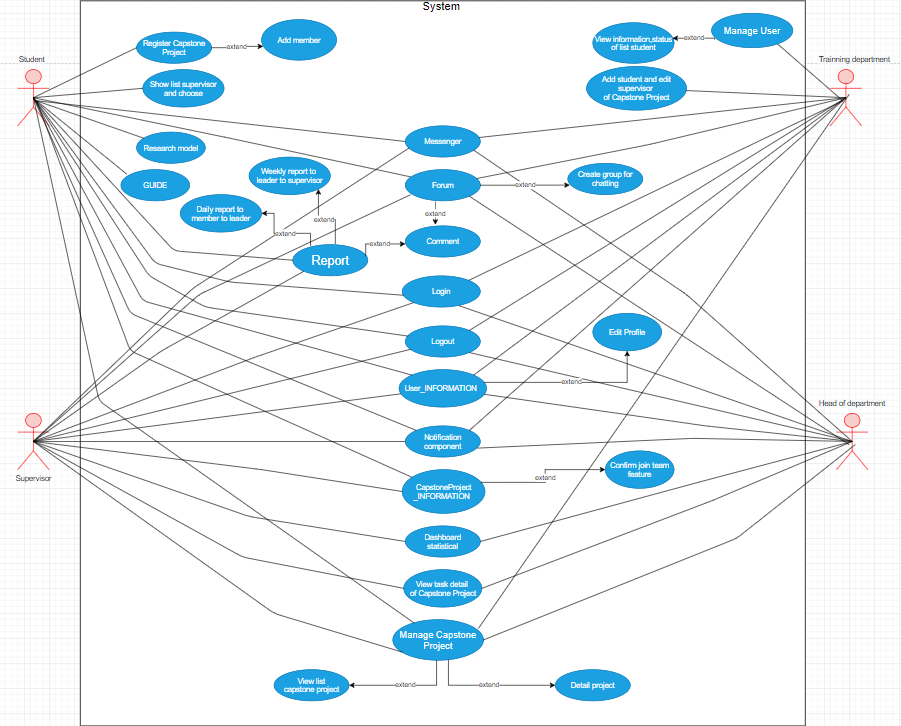 System
Register Capstone
Project
extend
Add member
View information,status
of list student
extend
Manage User
Student
Trainning department
Show list supervisor
and choose
Add student and edit
supervisor
of Capstone Project
Messenger
Research model
Weekly report to
leader to supervisor
GUIDE
Forum
extend
Create group for
chatting
Daily report to
member to leader
extend
extend
extend
extend
Comment
Report
Login
Logout
Edit Profile
User_INFORMATION
extend
Head of department
Notification
component
Supervisor
CapstoneProject
_INFORMATION
extend
Confirm join team
feature
Dashboard
statistical
View task detail
of Capstone Project
Manage Capstone
Project
View list
capstone project
extend
extend
Detail project